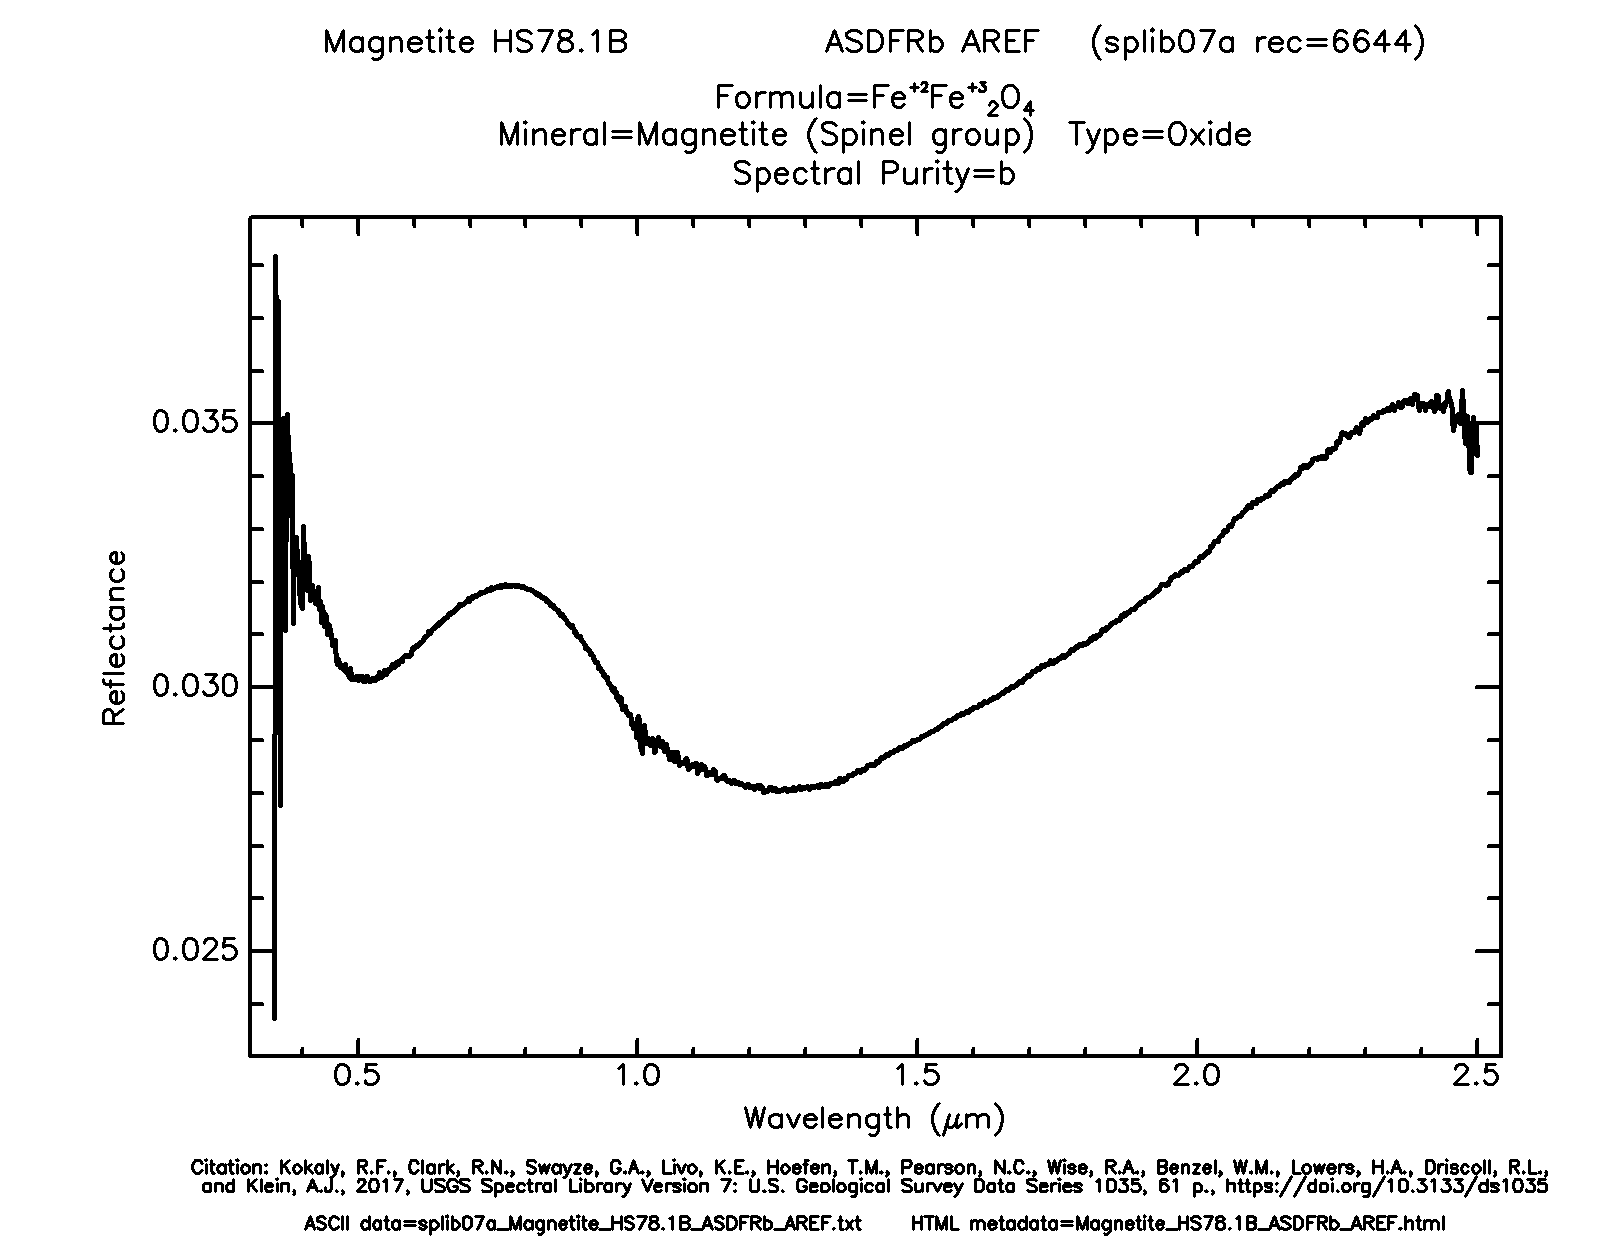 Magnetite HS78.1B ASDFRb AREF (splib07a rec=6644)
Formula=Fe⁺²Fe⁺³₂O₄
Mineral=Magnetite (Spinel group) Type=Oxide
Spectral Purity=b
0.035
0.030
0.025
Reflectance
0.5 1.0 1.5 2.0 2.5
Wavelength (μm)
Citation: Kokaly, R.F., Clark, R.N., Swayze, G.A., Livo, K.E., Hoefen, T.M., Pearson, N.C., Wise, R.A., Benzel, W.M., Lowers, H.A., Driscoll, R.L.,
and Klein, A.J., 2017, USGS Spectral Library Version 7: U.S. Geological Survey Data Series 1035, 61 p., https://doi.org/10.3133/ds1035
ASCII data=splib07a_Magnetite_HS78.1B_ASDFRb_AREF.txt HTML metadata=Magnetite_HS78.1B_ASDFRb_AREF.html